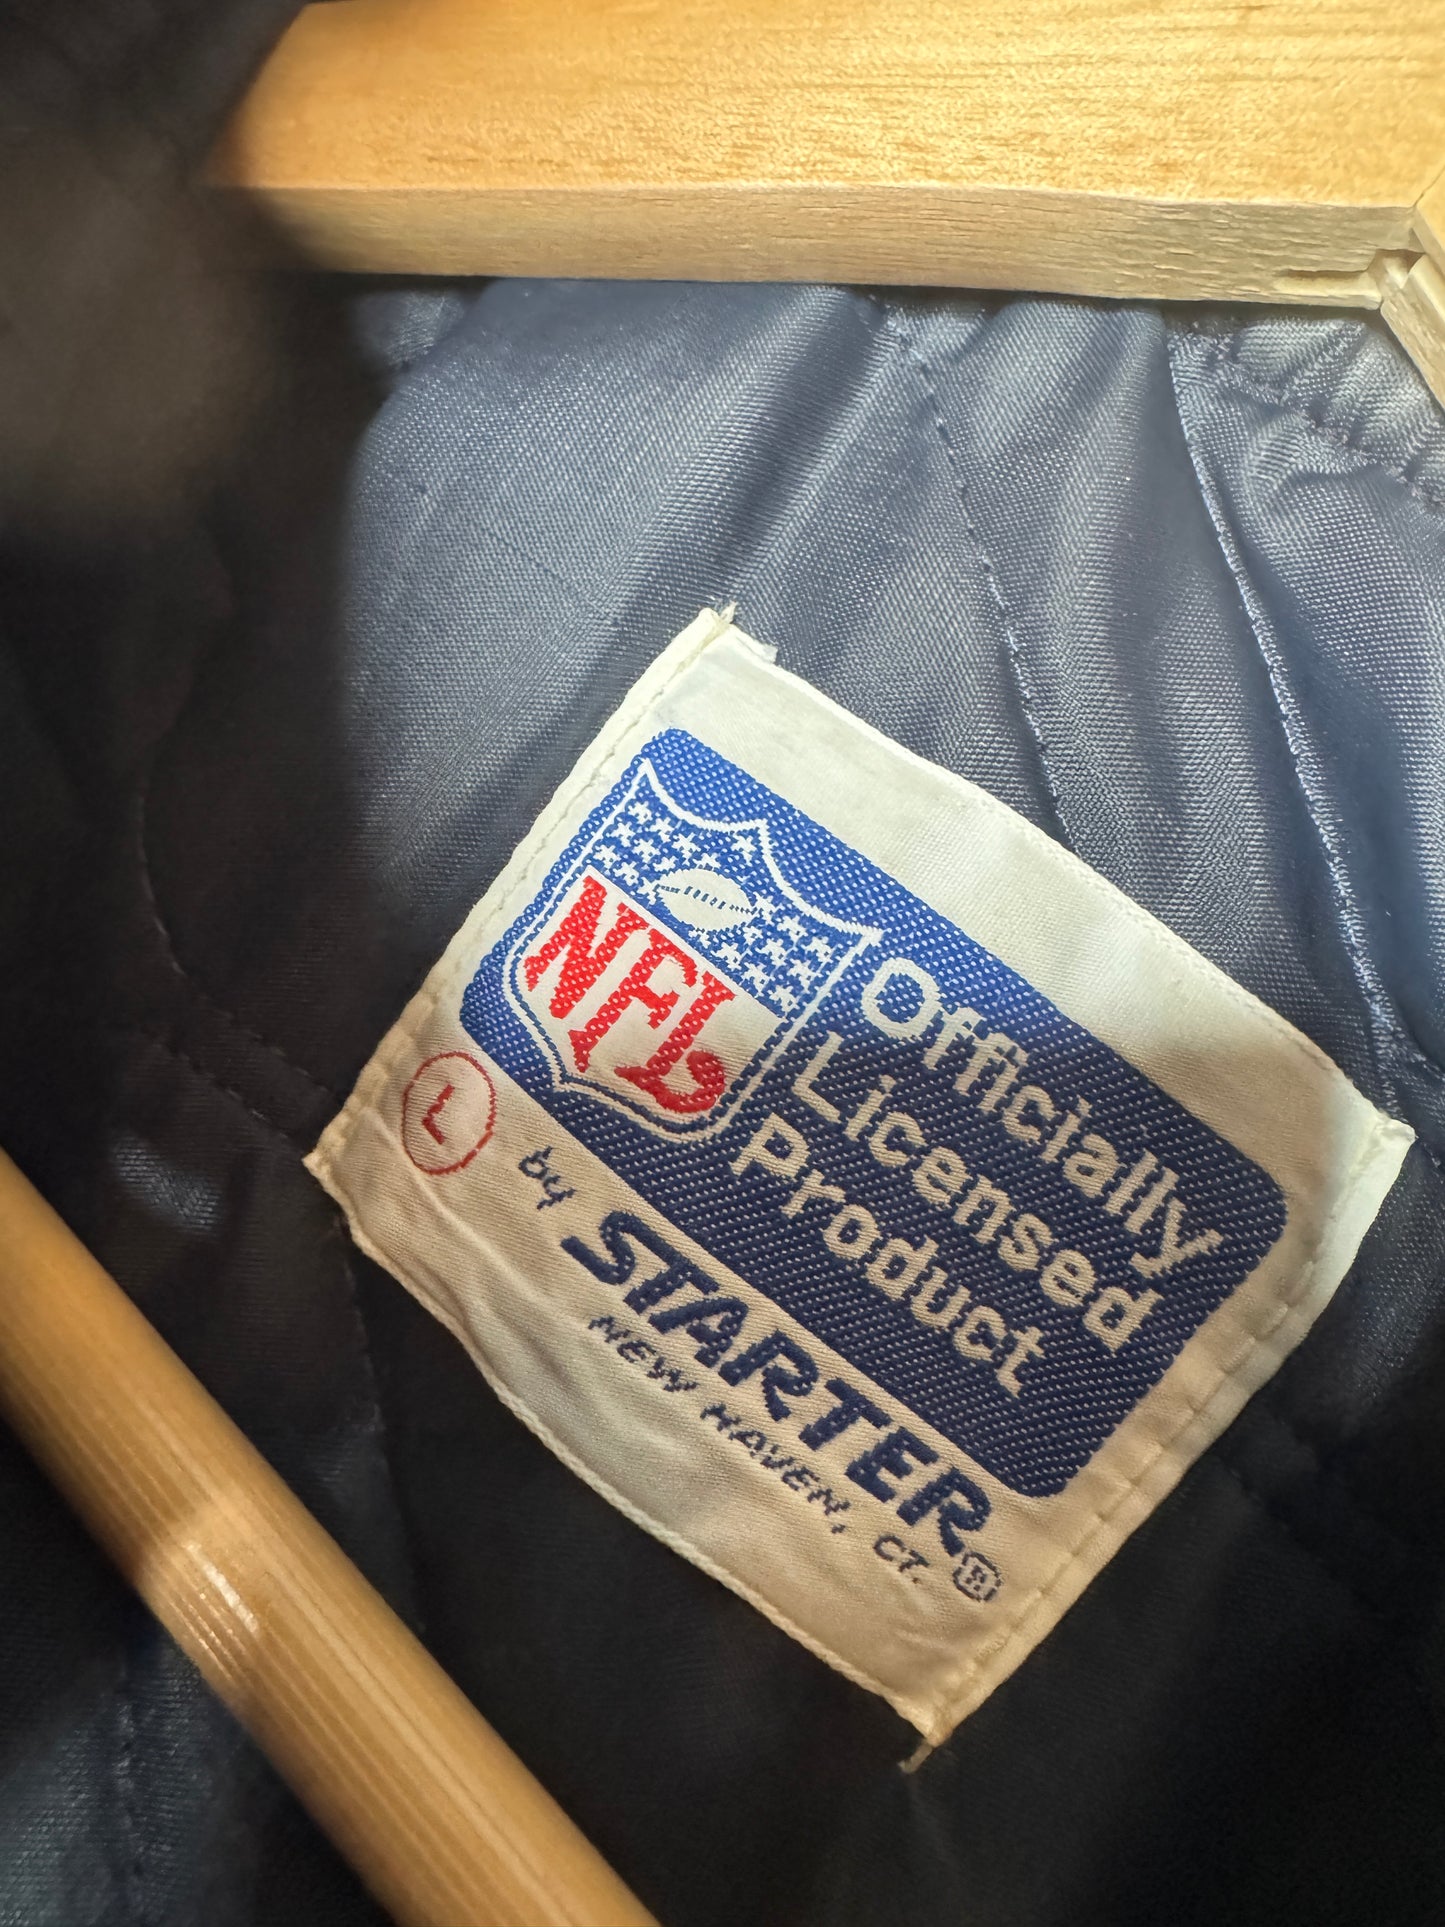 NFL
Officially
Licensed
Product
L
by STARTER®
NEW HAVEN, CT.